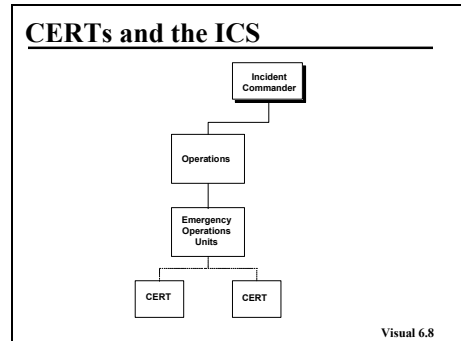 CERTs and the ICS
Incident
Commander
Operations
Emergency
Operations
Units
CERT
CERT
Visual 6.8